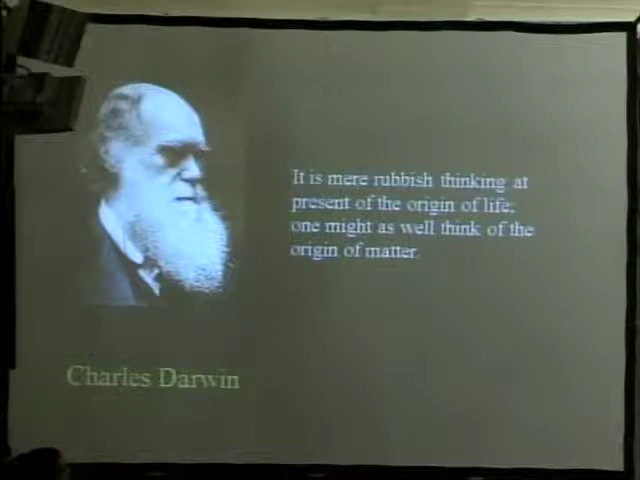 It is mere rubbish thinking at
present of the origin of life;
one might as well think of the
origin of matter.
Charles Darwin